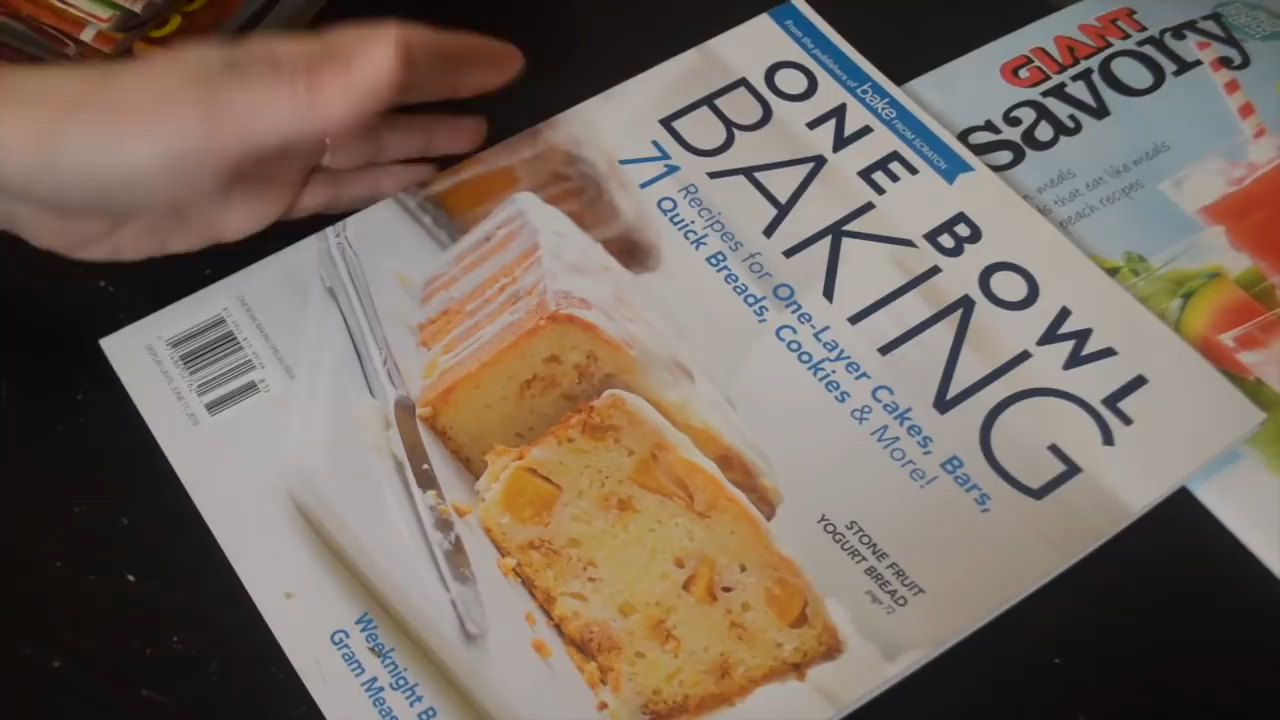 From the publishers of bake FROM SCRATCH
ONE BOWL
BAKING
71 Recipes for One-Layer Cakes, Bars,
Quick Breads, Cookies & More!
STONE FRUIT
YOGURT BREAD
page 72
Weeknight B
Gram Meas
GIANT
savory
meals
that eat like meals
peach recipes